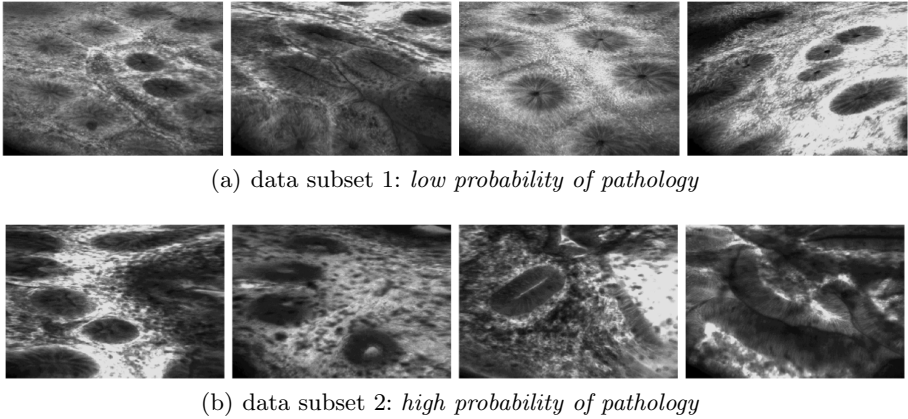 (a) data subset 1: low probability of pathology
(b) data subset 2: high probability of pathology